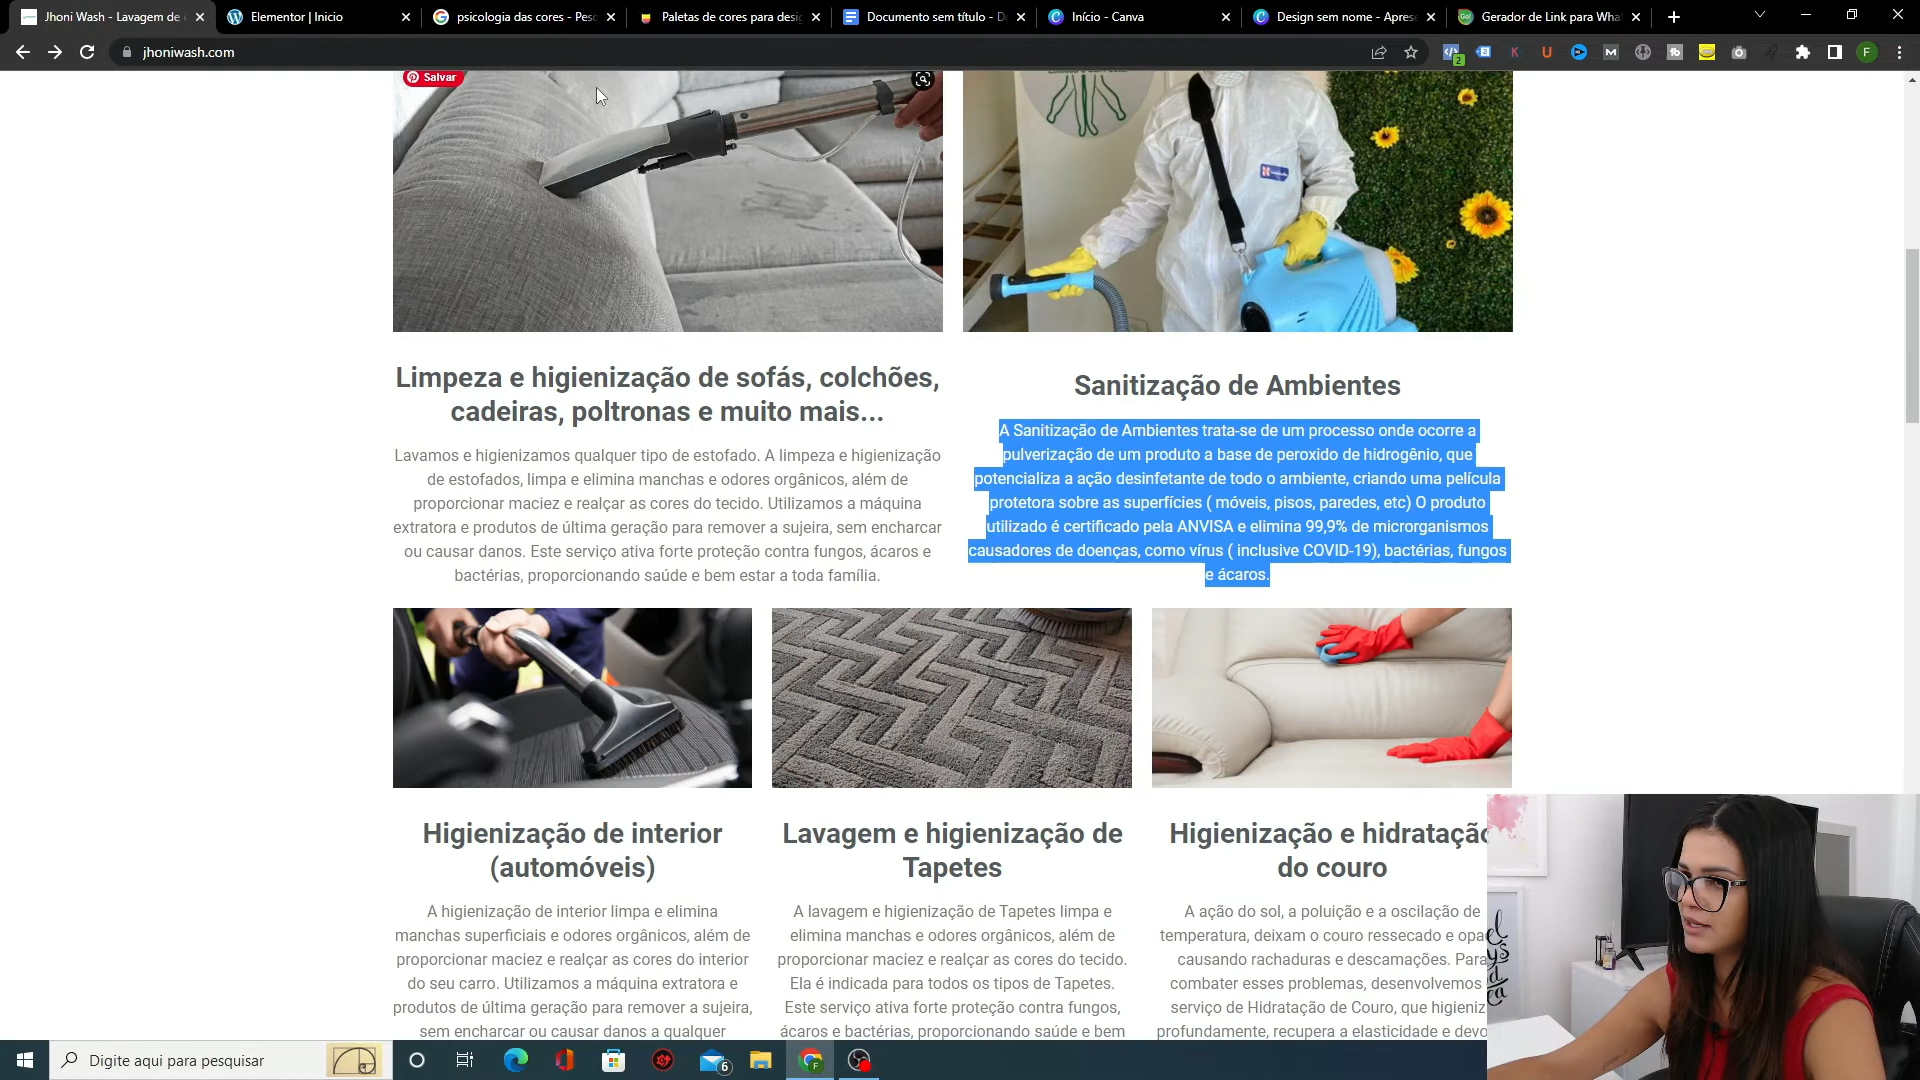 Jhoni Wash - Lavagem de
Elementor | Inicio
psicologia das cores - Pesq
Paletas de cores para desig
Documento sem título - D
Início - Canva
Design sem nome - Aprese
Gerador de Link para What
jhoniwash.com
Salvar
Limpeza e higienização de sofás, colchões,
cadeiras, poltronas e muito mais...
Lavamos e higienizamos qualquer tipo de estofado. A limpeza e higienização
de estofados, limpa e elimina manchas e odores orgânicos, além de
proporcionar maciez e realçar as cores do tecido. Utilizamos a máquina
extratora e produtos de última geração para remover a sujeira, sem encharcar
ou causar danos. Este serviço ativa forte proteção contra fungos, ácaros e
bactérias, proporcionando saúde e bem estar a toda família.
Sanitização de Ambientes
A Sanitização de Ambientes trata-se de um processo onde ocorre a
pulverização de um produto a base de peroxido de hidrogênio, que
potencializa a ação desinfetante de todo o ambiente, criando uma película
protetora sobre as superfícies ( móveis, pisos, paredes, etc) O produto
utilizado é certificado pela ANVISA e elimina 99,9% de microrganismos
causadores de doenças, como vírus ( inclusive COVID-19), bactérias, fungos
e ácaros.
Higienização de interior
(automóveis)
A higienização de interior limpa e elimina
manchas superficiais e odores orgânicos, além de
proporcionar maciez e realçar as cores do interior
do seu carro. Utilizamos a máquina extratora e
produtos de última geração para remover a sujeira,
sem encharcar ou causar danos a qualquer
Lavagem e higienização de
Tapetes
A lavagem e higienização de Tapetes limpa e
elimina manchas e odores orgânicos, além de
proporcionar maciez e realçar as cores do tecido.
Ela é indicada para todos os tipos de Tapetes.
Este serviço ativa forte proteção contra fungos,
ácaros e bactérias, proporcionando saúde e bem
Higienização e hidrataçã
do couro
A ação do sol, a poluição e a oscilação de
temperatura, deixam o couro ressecado e opa
causando rachaduras e descamações. Para
combater esses problemas, desenvolvemos
serviço de Hidratação de Couro, que higieniz
profundamente, recupera a elasticidade e devo
Digite aqui para pesquisar
6